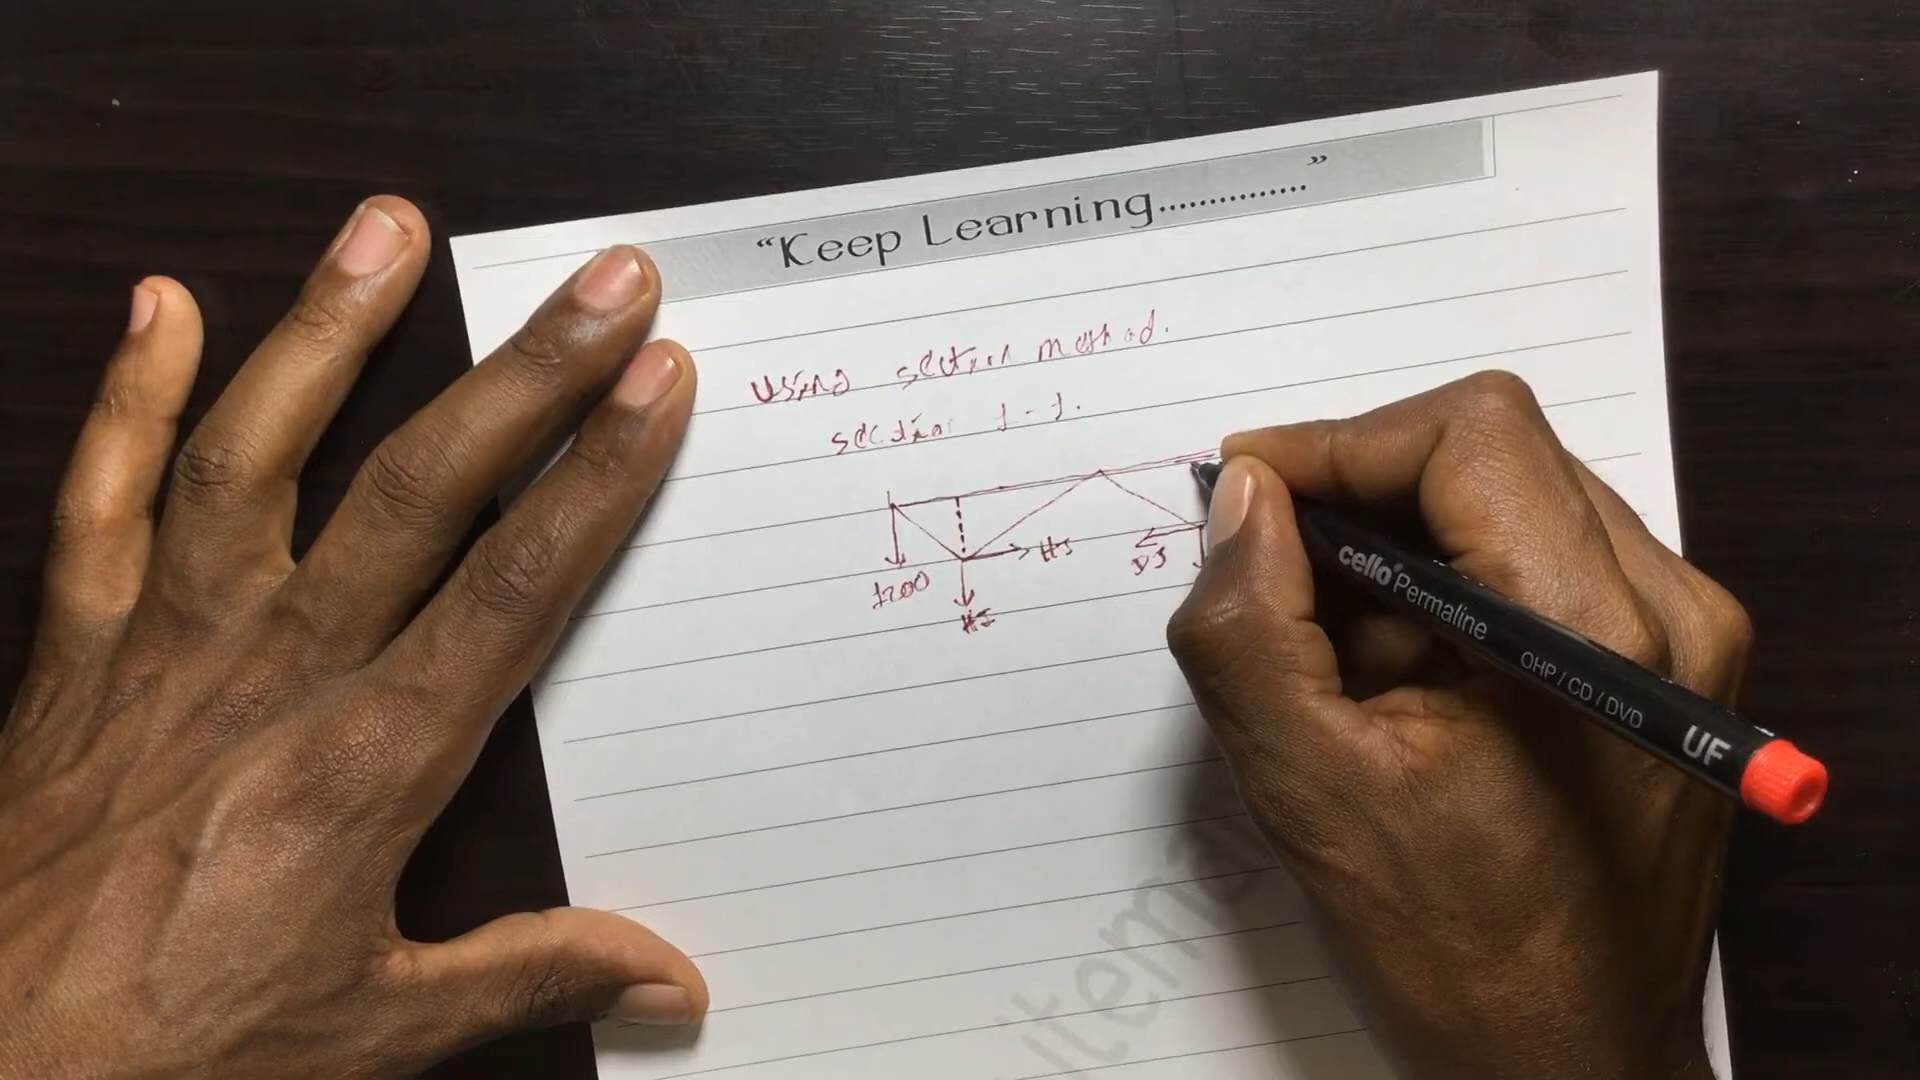 “Keep Learning...............”
Using section method.
section 1-1.
1200
cello® Permaline
OHP / CD / DVD
UF